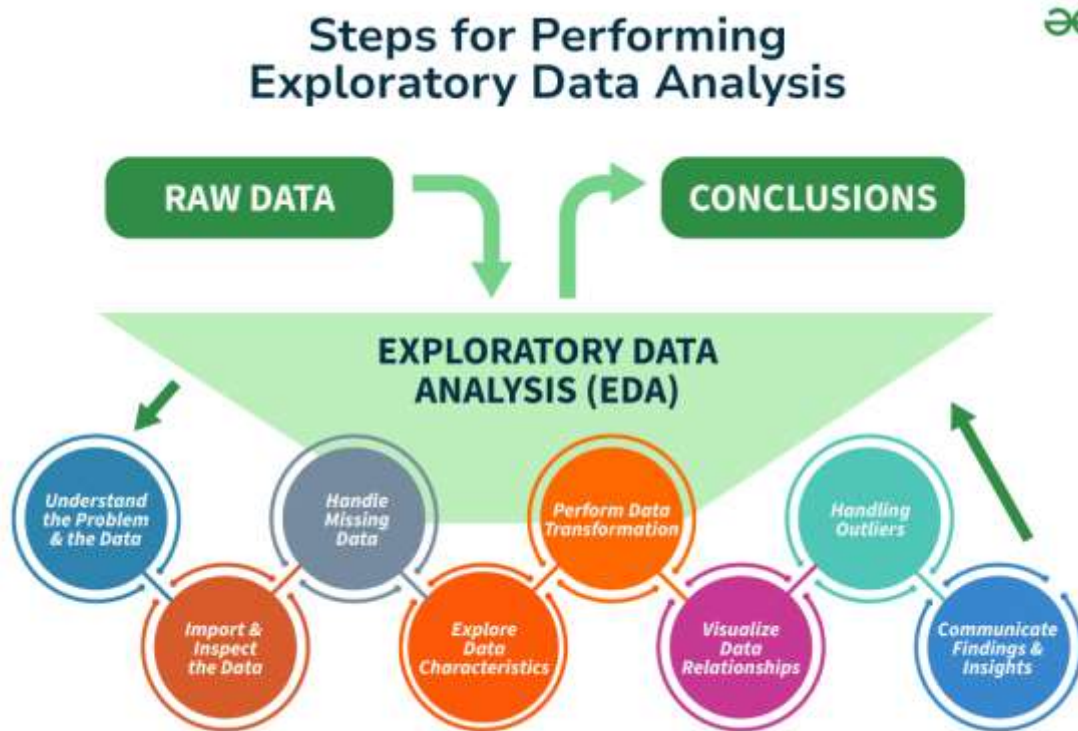 Steps for Performing
Exploratory Data Analysis
RAW DATA
CONCLUSIONS
EXPLORATORY DATA
ANALYSIS (EDA)
Understand
the Problem
& the Data
Import &
Inspect
the Data
Handle
Missing
Data
Explore
Data
Characteristics
Perform Data
Transformation
Visualize
Data
Relationships
Handling
Outliers
Communicate
Findings &
Insights